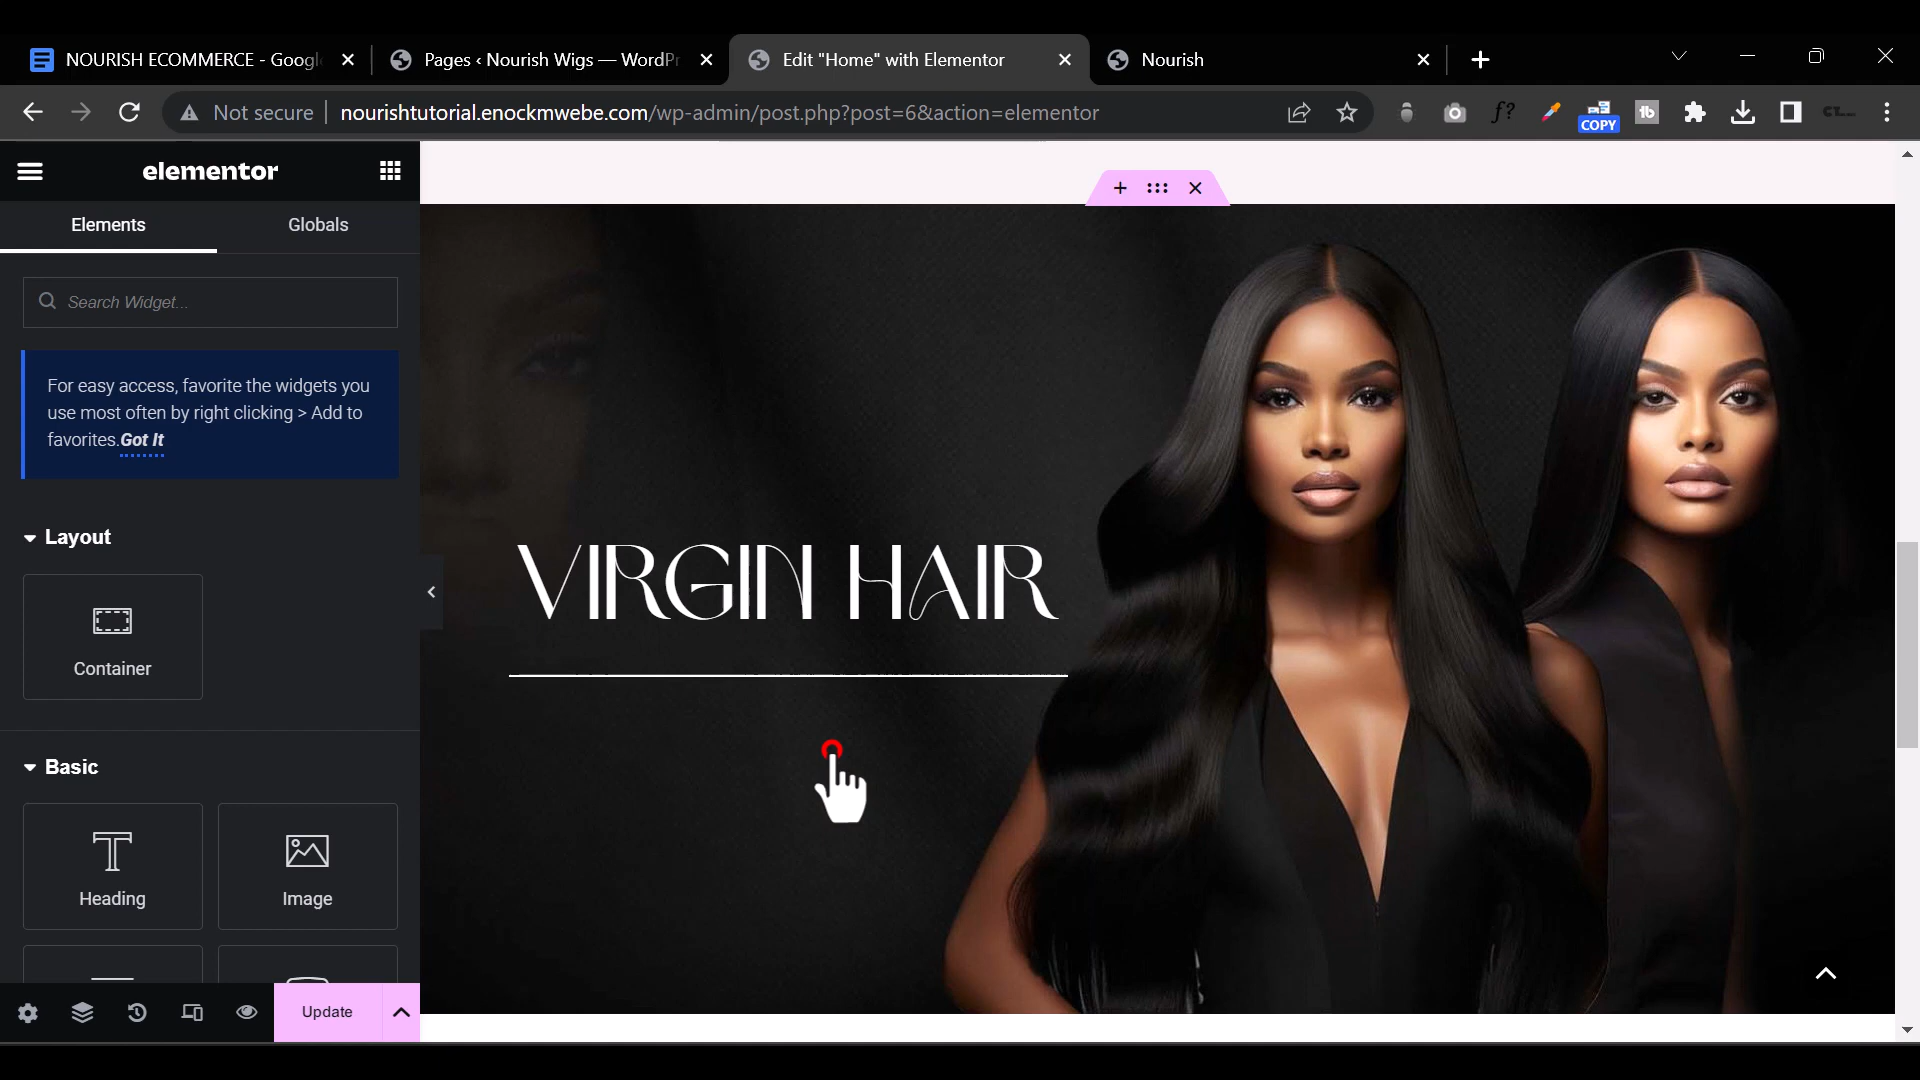 NOURISH ECOMMERCE - Googl
Pages ‹ Nourish Wigs — WordPr
Edit "Home" with Elementor
Nourish
Not secure
nourishtutorial.enockmwebe.com/wp-admin/post.php?post=6&action=elementor
f?
COPY
tb
elementor
Elements
Globals
Search Widget...
For easy access, favorite the widgets you
use most often by right clicking > Add to
favorites.Got It
Layout
Container
Basic
Heading
Image
Update
VIRGIN HAIR